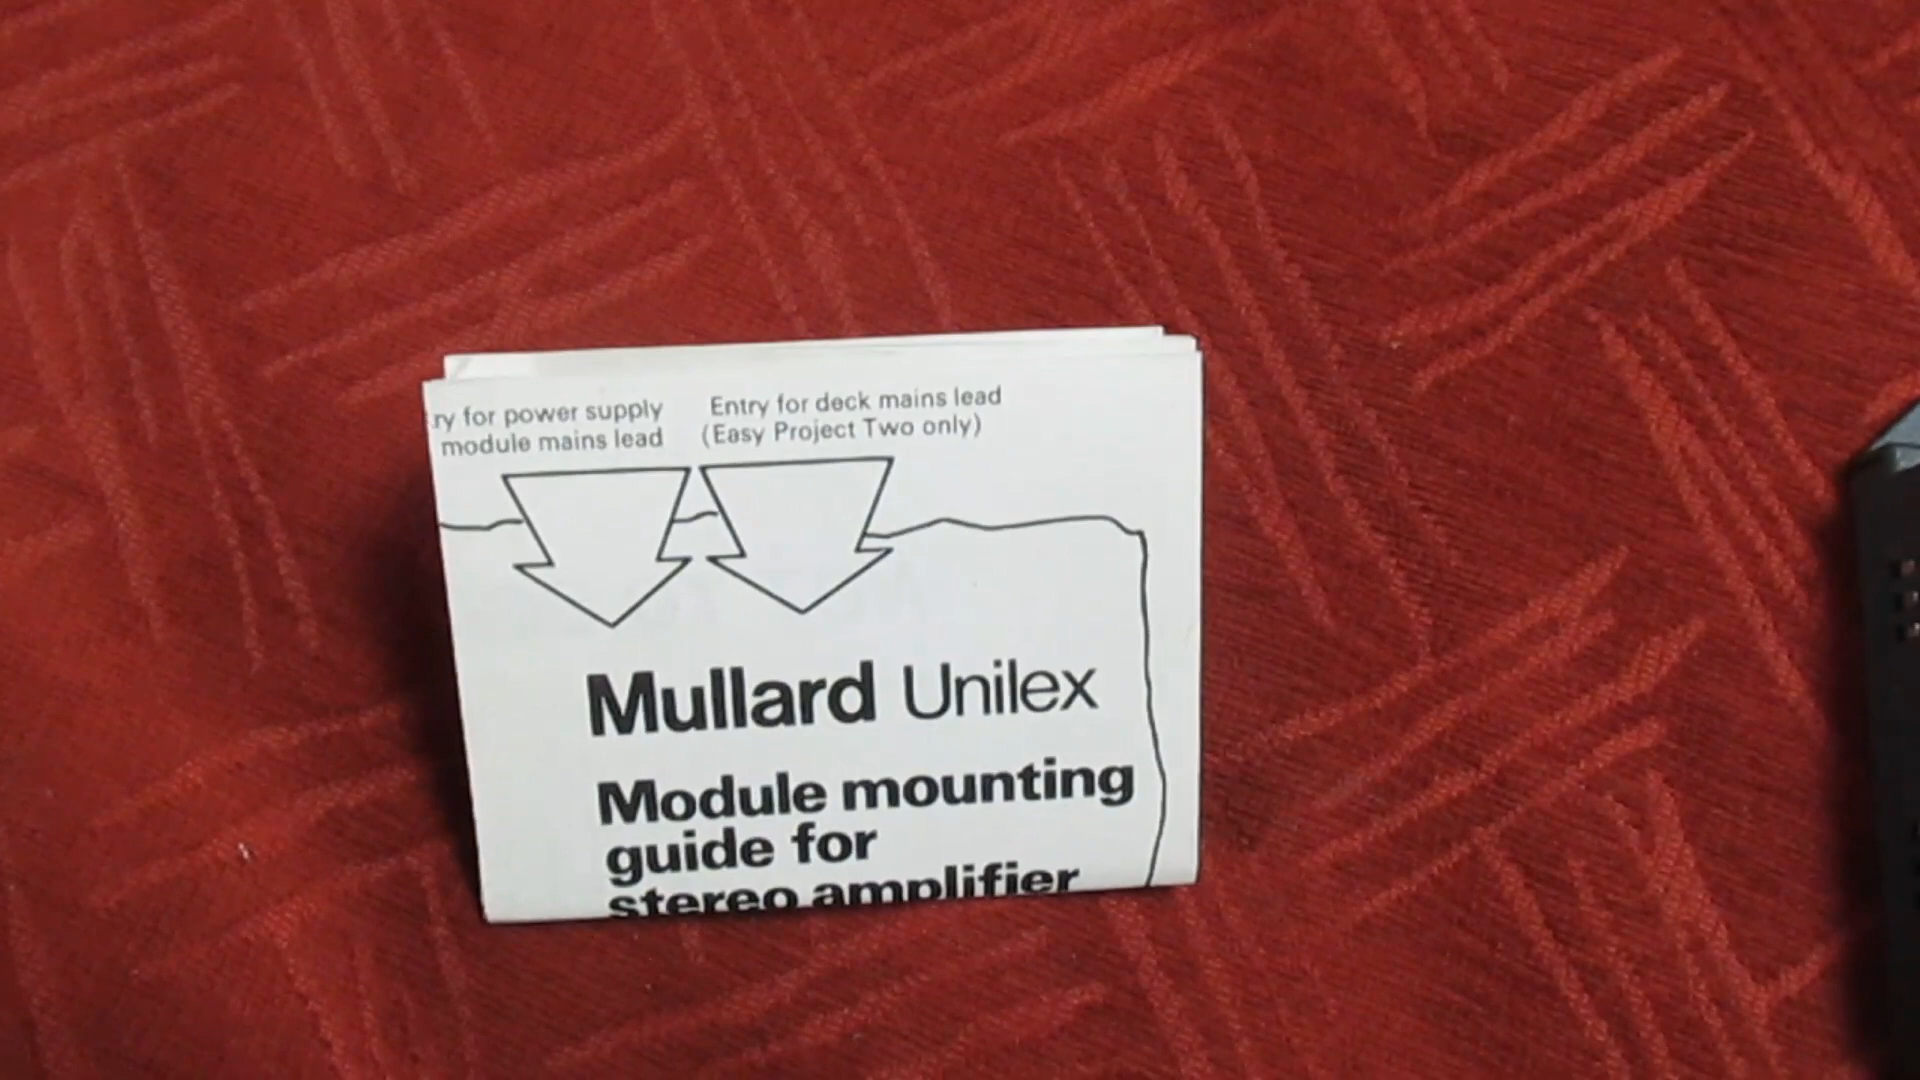 ry for power supply
module mains lead
Entry for deck mains lead
(Easy Project Two only)
Mullard Unilex
Module mounting
guide for
stereo amplifier